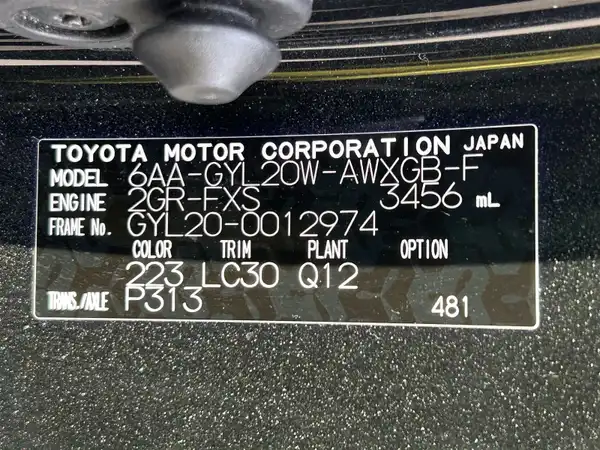 TOYOTA MOTOR CORPORATION JAPAN
MODEL 6AA-GYL20W-AWXGB-F
ENGINE 2GR-FXS 3456 mL
FRAME No. GYL20-0012974
COLOR TRIM PLANT OPTION
223 LC30 Q12
TRANS./AXLE P313 481